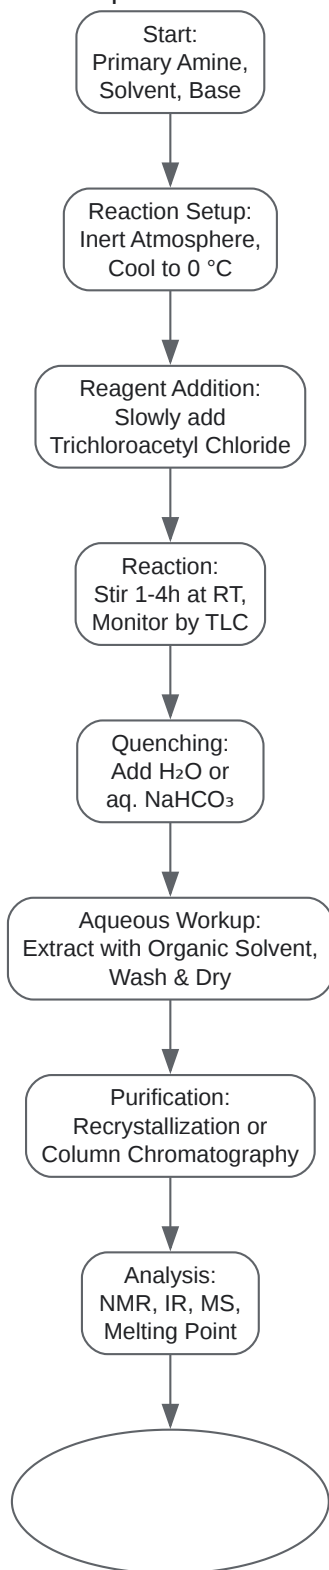 Start:
Primary Amine,
Solvent, Base
Reaction Setup:
Inert Atmosphere,
Cool to 0 °C
Reagent Addition:
Slowly add
Trichloroacetyl Chloride
Reaction:
Stir 1-4h at RT,
Monitor by TLC
Quenching:
Add H₂O or
aq. NaHCO₃
Aqueous Workup:
Extract with Organic Solvent,
Wash & Dry
Purification:
Recrystallization or
Column Chromatography
Analysis:
NMR, IR, MS,
Melting Point